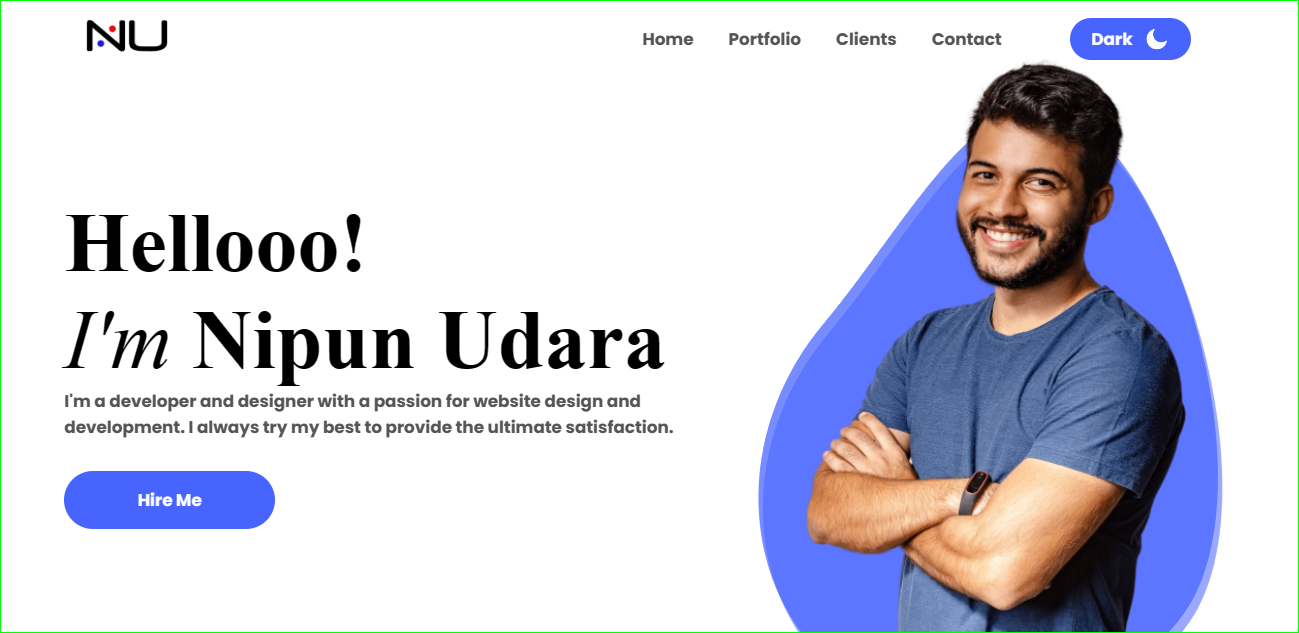 NU
Home Portfolio Clients Contact Dark
Hellooo!
I'm Nipun Udara
I'm a developer and designer with a passion for website design and
development. I always try my best to provide the ultimate satisfaction.
Hire Me